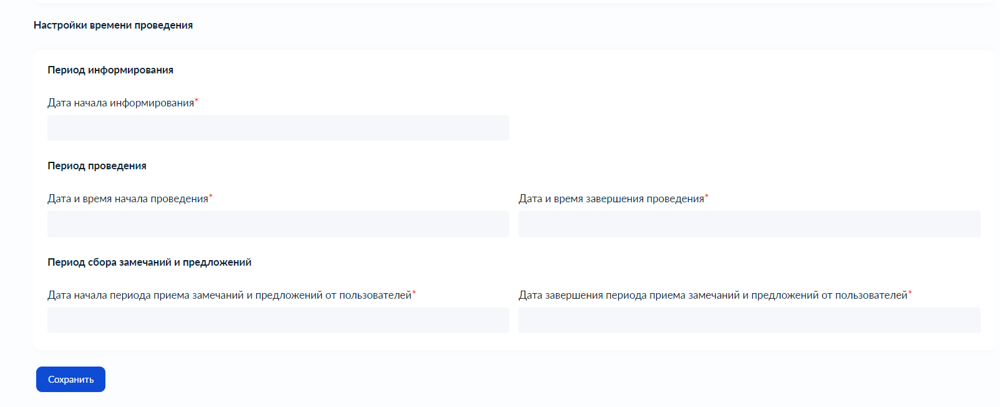 Настройки времени проведения
Период информирования
Дата начала информирования*
Период проведения
Дата и время начала проведения*
Дата и время завершения проведения*
Период сбора замечаний и предложений
Дата начала периода приема замечаний и предложений от пользователей*
Дата завершения периода приема замечаний и предложений от пользователей*
Сохранить